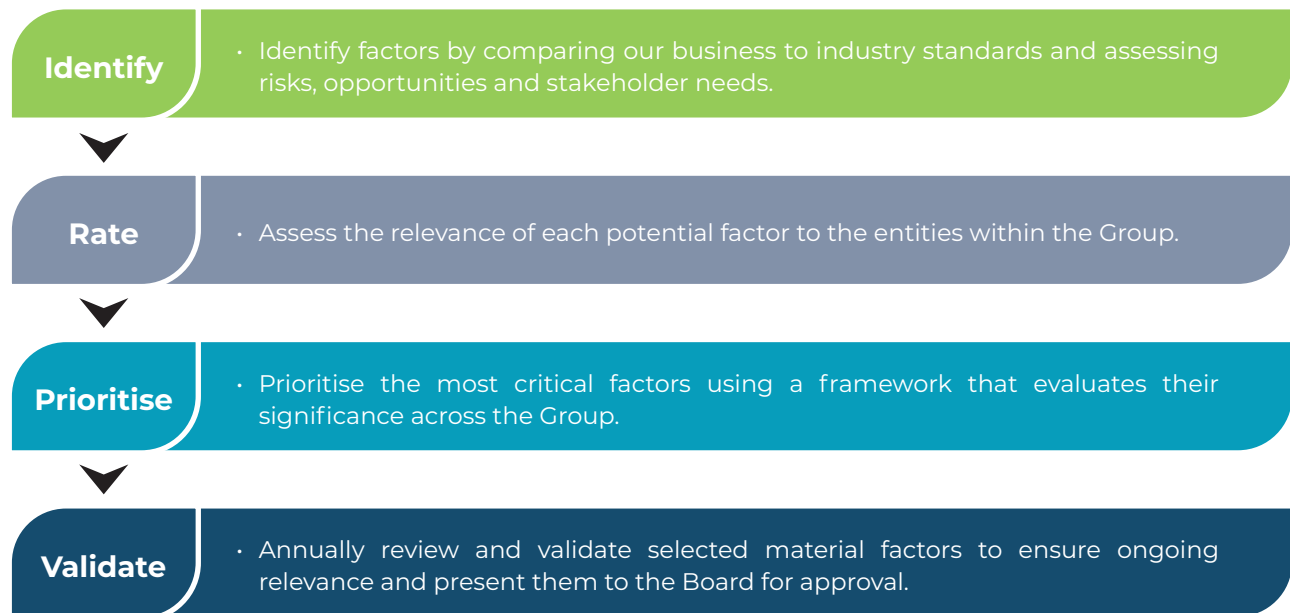 Identify
• Identify factors by comparing our business to industry standards and assessing
risks, opportunities and stakeholder needs.
Rate
• Assess the relevance of each potential factor to the entities within the Group.
Prioritise
• Prioritise the most critical factors using a framework that evaluates their
significance across the Group.
Validate
• Annually review and validate selected material factors to ensure ongoing
relevance and present them to the Board for approval.